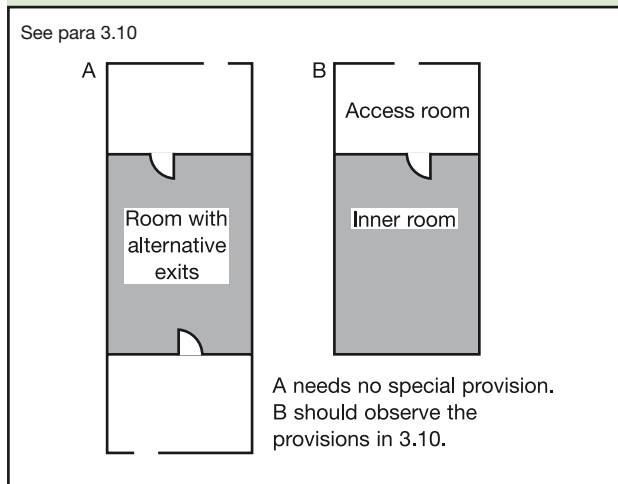 See para 3.10
A
B
Access room
Room with
alternative
exits
Inner room
A needs no special provision.
B should observe the
provisions in 3.10.